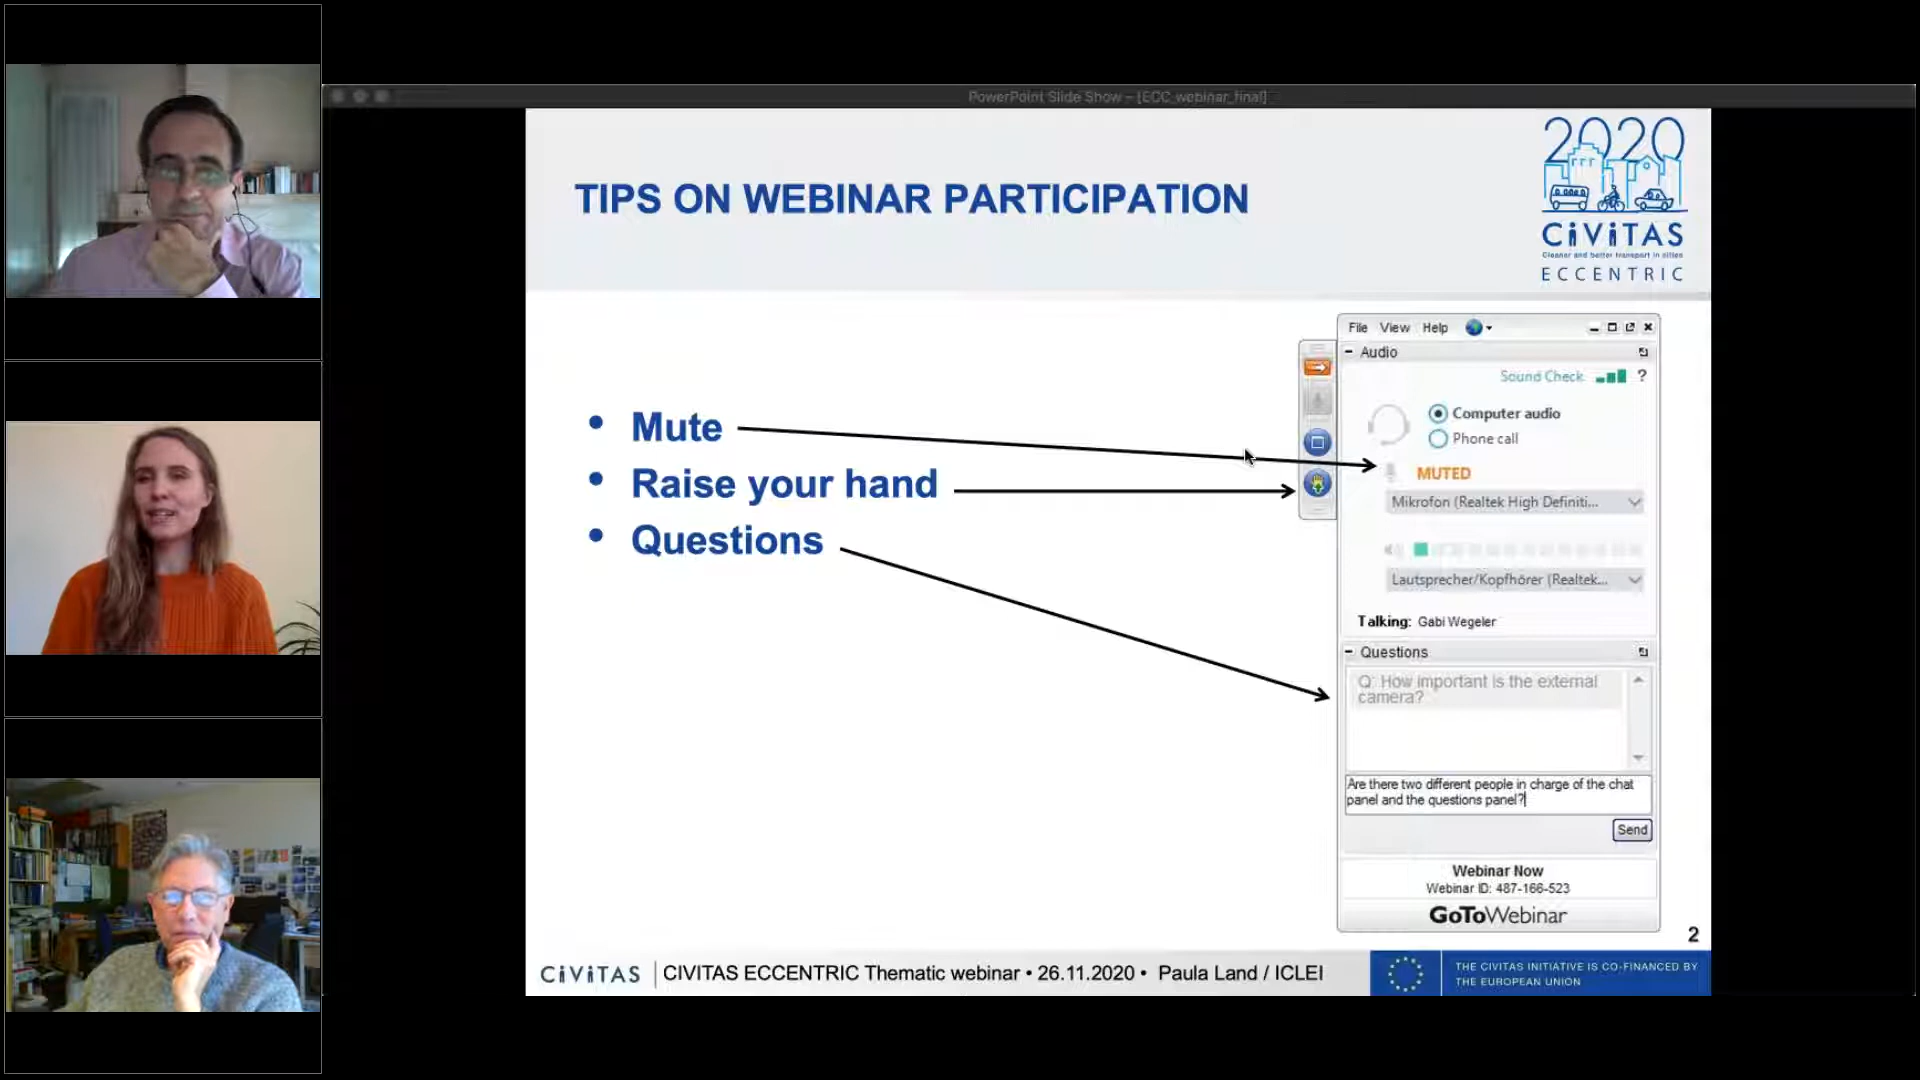 PowerPoint Slide Show - [ECC_webinar_final]
TIPS ON WEBINAR PARTICIPATION
2020
CiViTAS
Cleaner and better transport in cities
ECCENTRIC
• Mute
• Raise your hand
• Questions
File View Help
Audio
Sound Check ?
Computer audio
Phone call
MUTED
Mikrofon (Realtek High Definiti...
Lautsprecher/Kopfhörer (Realtek...
Talking: Gabi Wegeler
Questions
Q: How important is the external
camera?
Are there two different people in charge of the chat
panel and the questions panel?
Send
Webinar Now
Webinar ID: 487-166-523
GoToWebinar
2
CiViTAS CIVITAS ECCENTRIC Thematic webinar • 26.11.2020 • Paula Land / ICLEI
THE CIVITAS INITIATIVE IS CO-FINANCED BY
THE EUROPEAN UNION